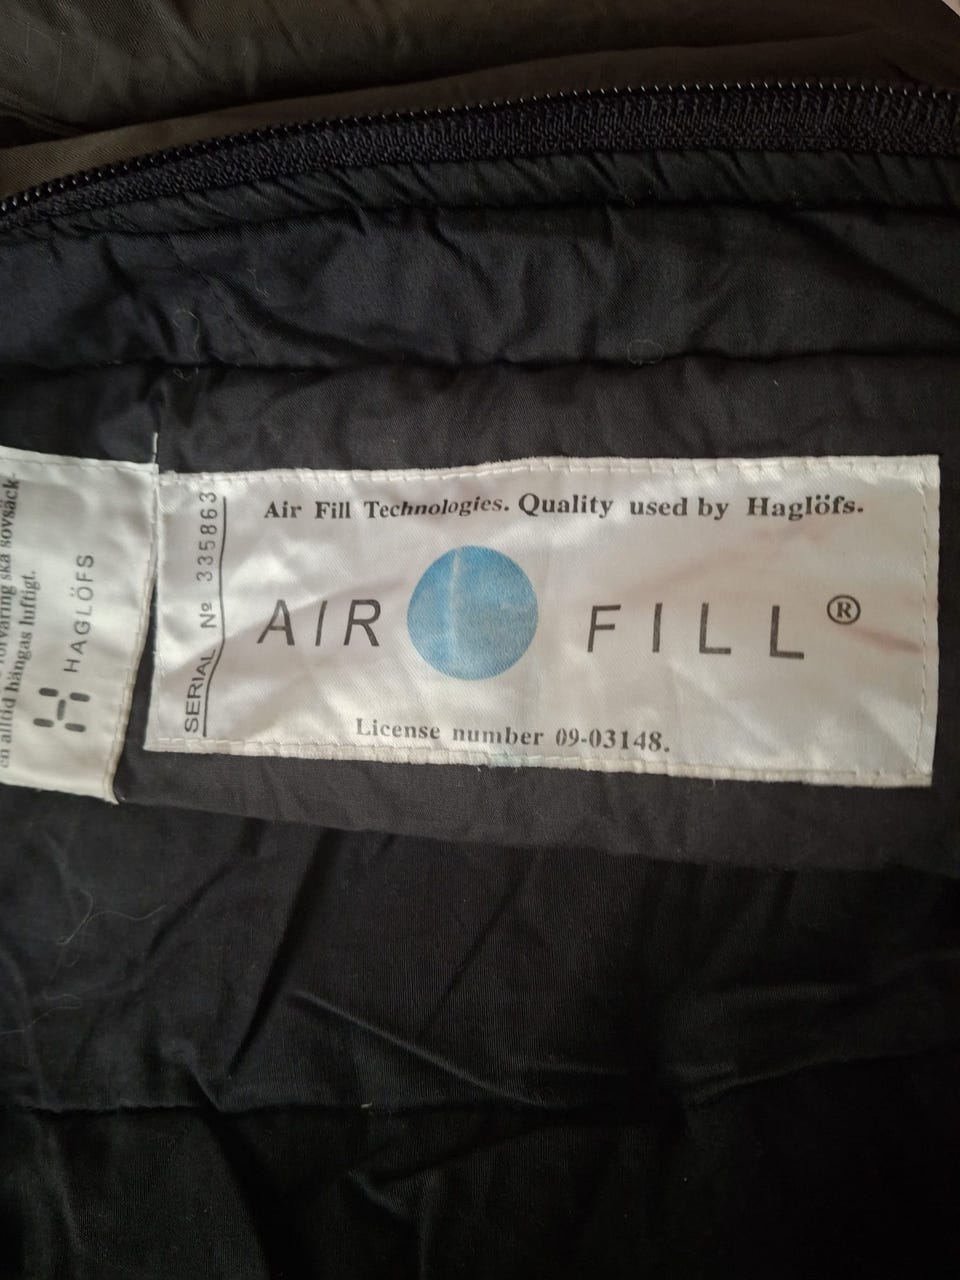 förvaring ska sovsäck-
en alltid hängas luftigt.
HAGLÖFS
SERIAL Nº 335863
Air Fill Technologies. Quality used by Haglöfs.
AIR FILL®
License number 09-03148.